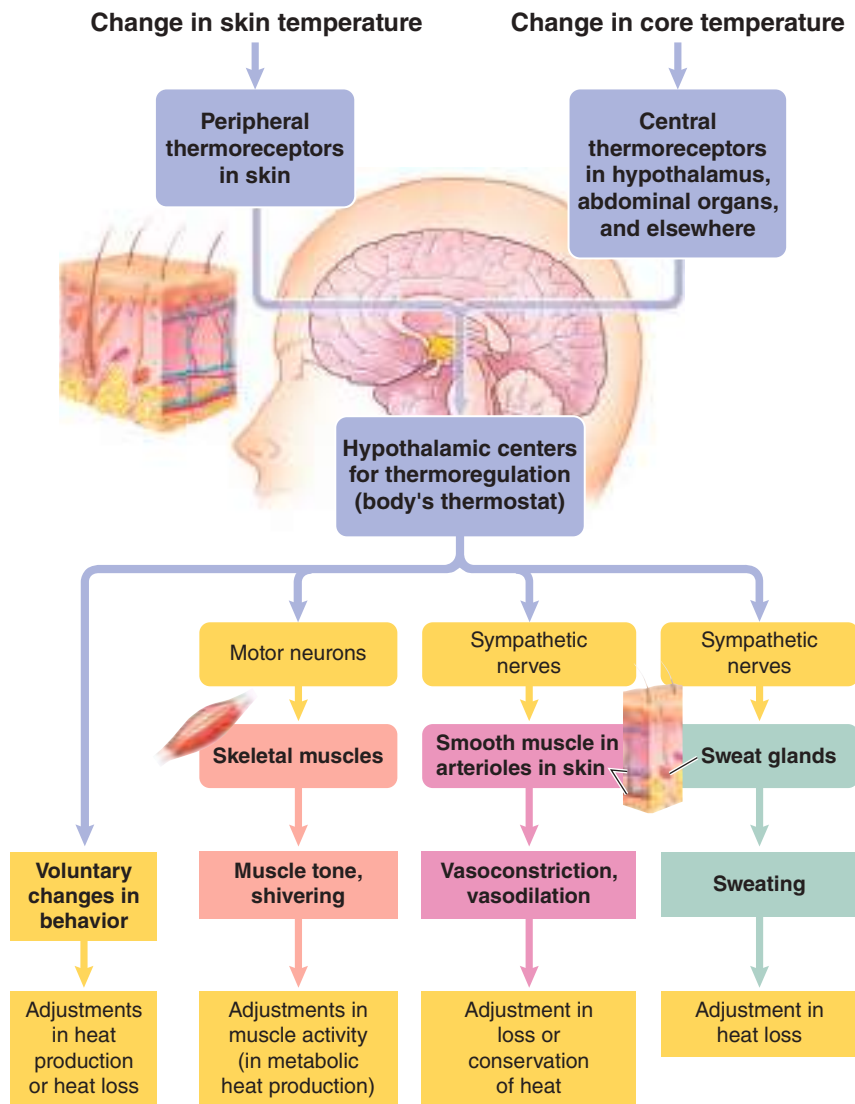 Change in skin temperature
Change in core temperature
Peripheral
thermoreceptors
in skin
Central
thermoreceptors
in hypothalamus,
abdominal organs,
and elsewhere
Hypothalamic centers
for thermoregulation
(body's thermostat)
Motor neurons
Sympathetic
nerves
Sympathetic
nerves
Skeletal muscles
Smooth muscle in
arterioles in skin
Sweat glands
Voluntary
changes in
behavior
Muscle tone,
shivering
Vasoconstriction,
vasodilation
Sweating
Adjustments
in heat
production
or heat loss
Adjustments in
muscle activity
(in metabolic
heat production)
Adjustment in
loss or
conservation
of heat
Adjustment in
heat loss